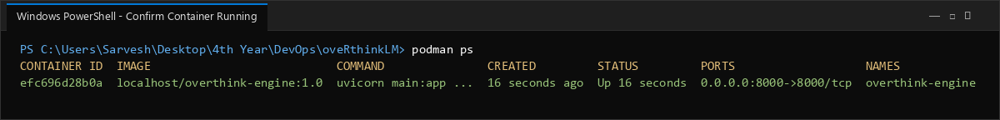 Windows PowerShell - Confirm Container Running
PS C:\Users\Sarvesh\Desktop\4th Year\DevOps\oveRthinkLM> podman ps
CONTAINER ID  IMAGE                           COMMAND               CREATED         STATUS         PORTS                   NAMES
efc696d28b0a  localhost/overthink-engine:1.0  uvicorn main:app ...  16 seconds ago  Up 16 seconds  0.0.0.0:8000->8000/tcp  overthink-engine